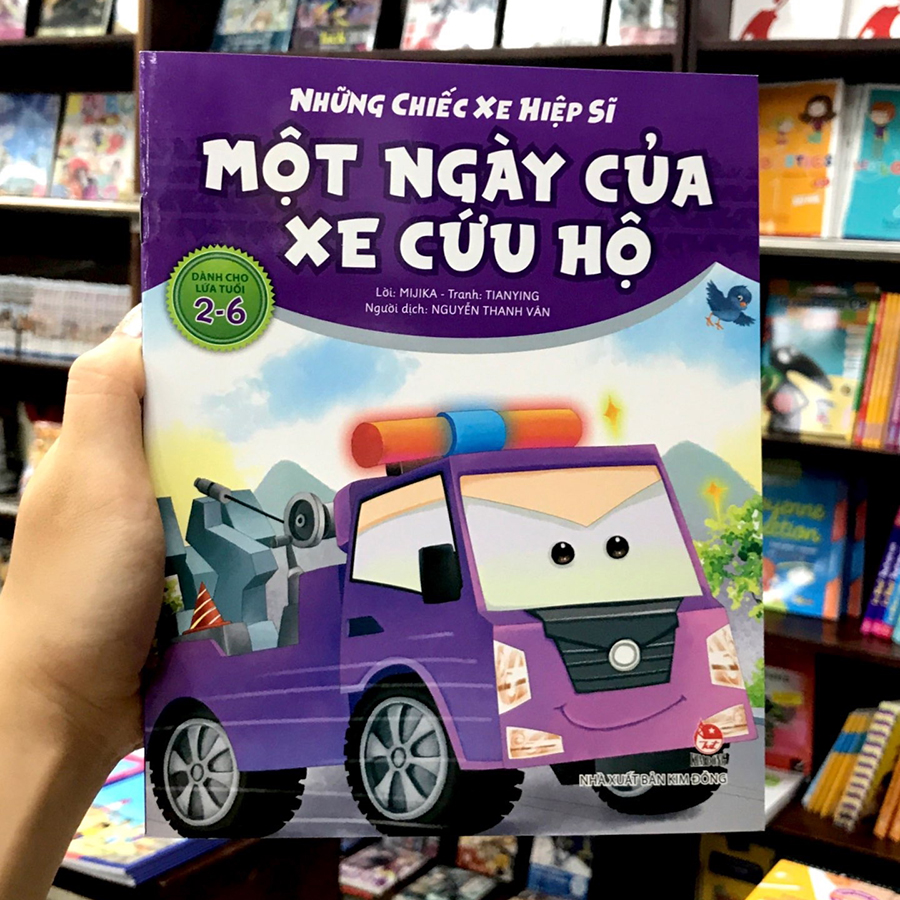 NHỮNG CHIẾC XE HIỆP SĨ
MỘT NGÀY CỦA
XE CỨU HỘ
DÀNH CHO
LỨA TUỔI
2-6
Lời: MIJIKA - Tranh: TIANYING
Người dịch: NGUYỄN THANH VÂN
NHÀ XUẤT BẢN KIM ĐỒNG